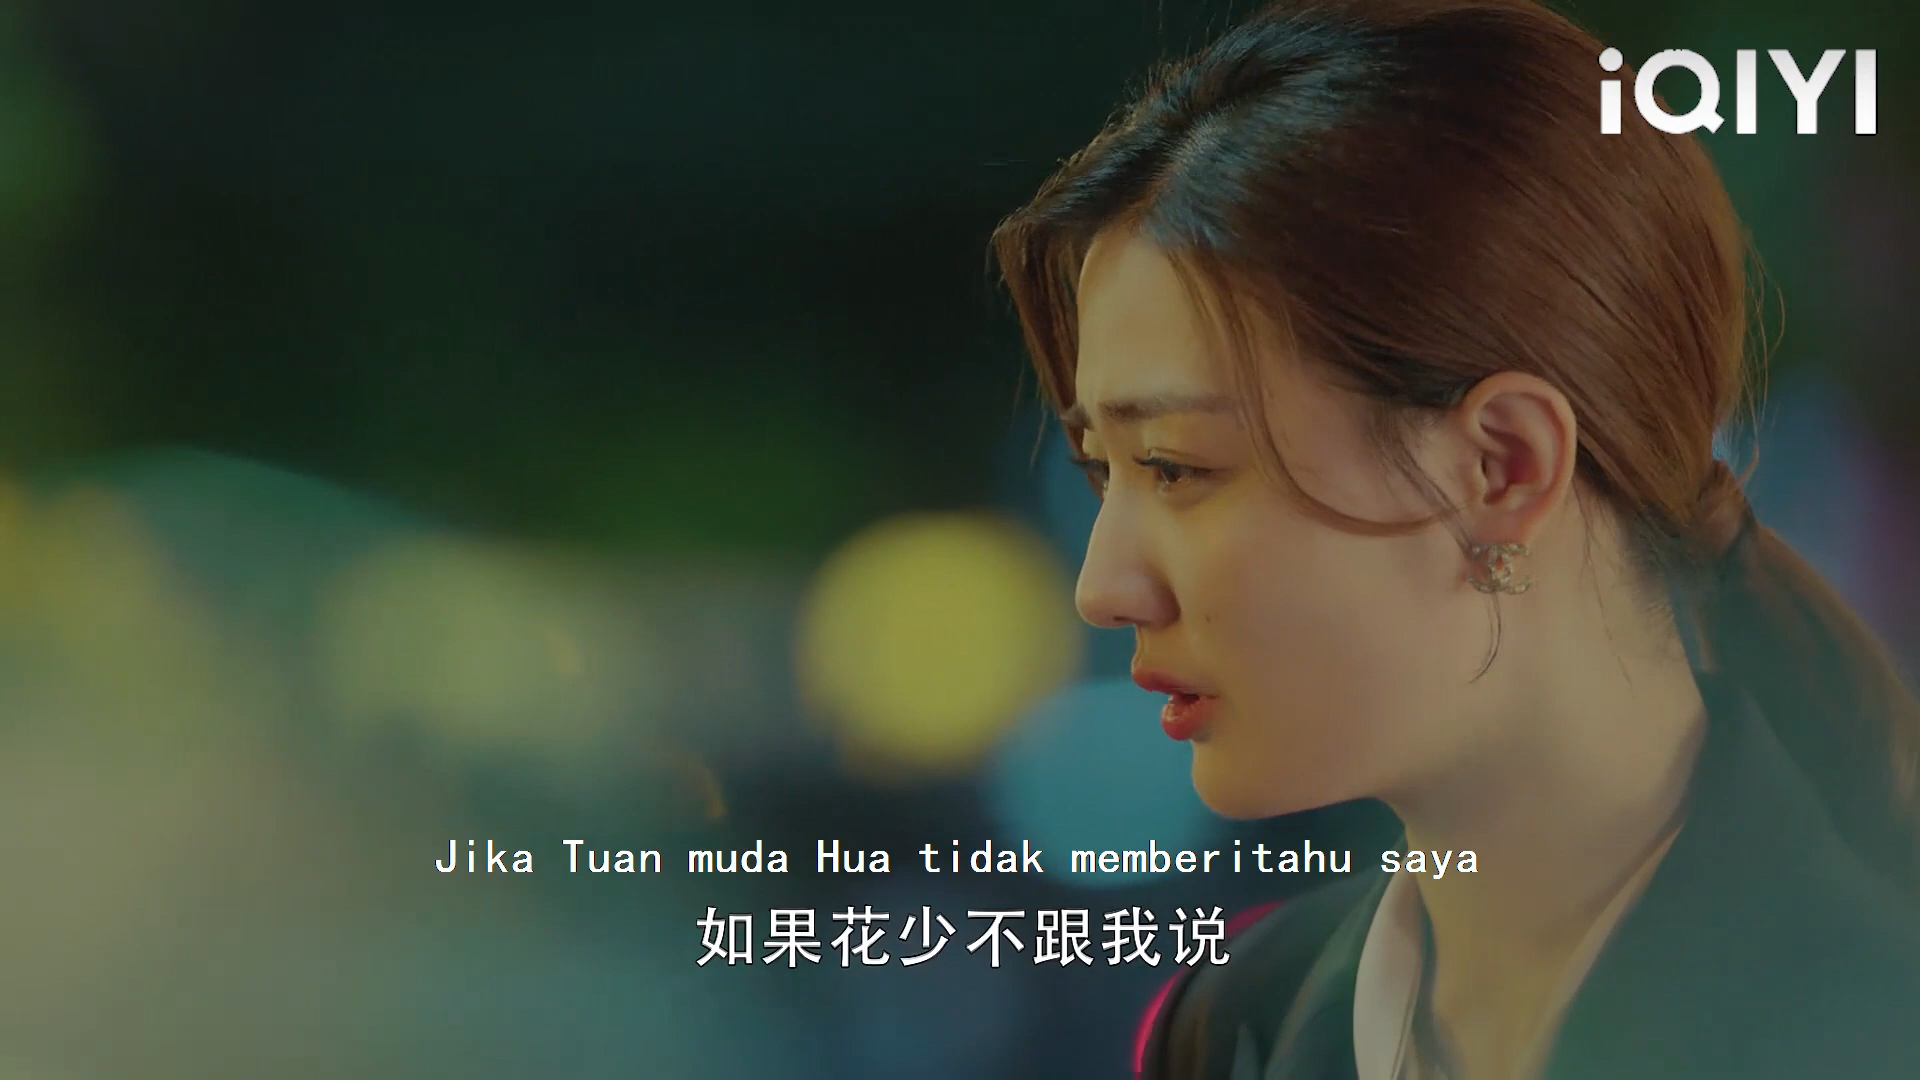 iQIYI
Jika Tuan muda Hua tidak memberitahu saya
如果花少不跟我说